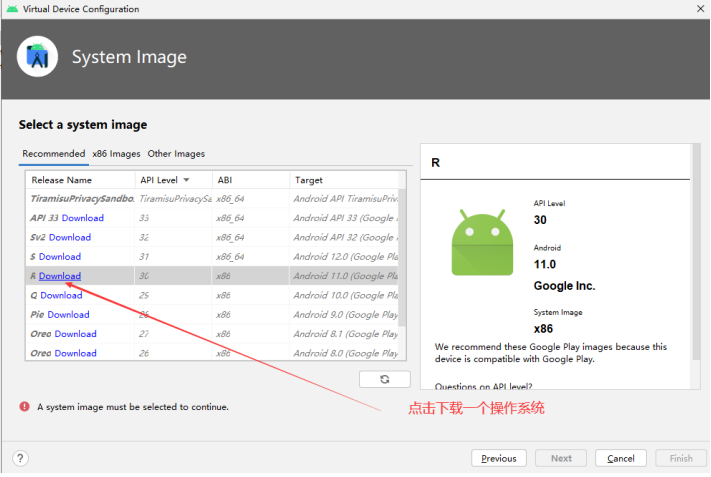 Virtual Device Configuration
System Image
Select a system image
Recommended x86 Images Other Images
Release Name API Level ABI Target
TiramisuPrivacySandbo. TiramisuPrivacySa x86_64 Android API TiramisuPriv
API 33 Download 33 x86_64 Android API 33 (Google
Sv2 Download 32 x86_64 Android API 32 (Google
S Download 31 x86_64 Android 12.0 (Google Pla
R Download 30 x86 Android 11.0 (Google Pla
Q Download 29 x86 Android 10.0 (Google Pla
Pie Download 28 x86 Android 9.0 (Google Play
Oreo Download 27 x86 Android 8.1 (Google Play
Oreo Download 26 x86 Android 8.0 (Google Play
R
API Level
30
Android
11.0
Google Inc.
System Image
x86
We recommend these Google Play images because this
device is compatible with Google Play.
Questions on API level?
A system image must be selected to continue.
点击下载一个操作系统
? Previous Next Cancel Finish